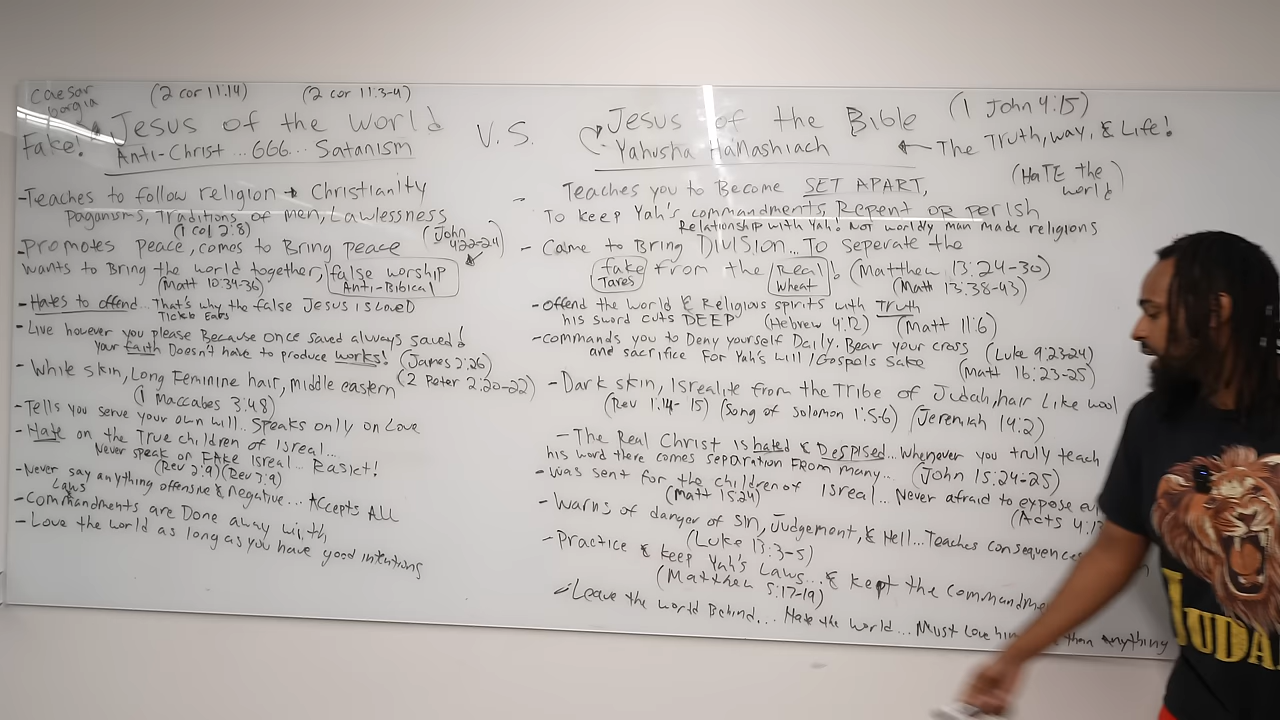 Caesar
borgia
(2 cor 11:14) (2 cor 11:3-4)
Fake!
Jesus of the World
Anti-Christ...666... Satanism
-Teaches to follow religion → Christianity
paganisms, Traditions of men, Lawlessness
(1 col 2:8)
-promotes peace, comes to Bring peace
(John
4:22-24)
wants to Bring the world together, false worship
Anti-Bibical
(Matt 10:34-36)
-Hates to offend... That's why the false Jesus is LoveD
Tickle Ears
-Live however you please Because once saved always saved!
your faith Doesn't have to produce works! (James 2:26)
-White skin, Long Feminine hair, middle eastern (2 Peter 2:20-22)
(1 Maccabes 3:48)
-Tells you serve your own will.. Speaks only on Love
-Hate on the True children of Isreal...
Never speak on FAke Isreal... Rasict!
(Rev 2:9)(Rev 3:9)
-Never say anything offensive & Negative... Accepts All
Laws
-Commandments are Done away with
-Love the world as long as you have good intentions
V.S.
Jesus of the Bible (1 John 4:15)
Yahusha HaMashiach ← The Truth, way, & Life!
(HaTE the
world)
- Teaches you to Become SET APART,
To keep Yah's commandments, Repent OR perish
Relationship with Yah! Not worldly man made religions
- Came to Bring DIVISION... To seperate the
fake from the Real! (Matthew 13:24-30)
Tares wheat (Matt 13:38-43)
-offend the World & Religious spirits with Truth
his sword cuts DEEP (Hebrew 4:12) (Matt 11:6)
-commands you to Deny yourself Daily. Bear your cross
and sacrifice For Yah's will/Gospols Sake (Luke 9:23-24)
(Matt 16:23-25)
-Dark skin, Isrealite from the Tribe of Judah, hair Like wool
(Rev 1:14-15) (Song of Solomon 1:5-6) (Jeremiah 14:2)
-The Real Christ is hated & Despised... Whenever you truly teach
his word there comes separation FROM many.. (John 15:24-25)
-was sent for the children of Isreal... Never afraid to expose
(Matt 15:24) (Acts
-Warns of danger of sin, Judgement, & Hell... Teaches consequences
(Luke 13:3-5)
-Practice & keep Yah's Laws... & kept the
(Matthew 5:17-19)
-Leave the world Behind... Hate the world... Must Love than Anything
JUDA